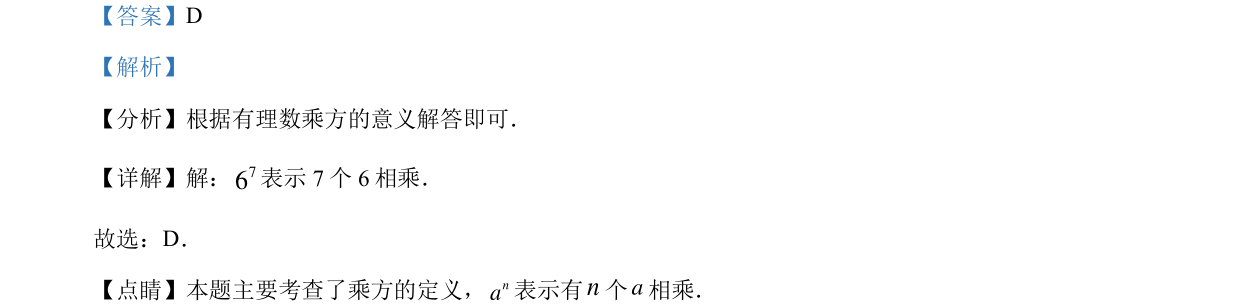 【答案】D
【解析】
【分析】根据有理数乘方的意义解答即可．
【详解】解：6⁷表示 7 个 6 相乘．
故选：D．
【点睛】本题主要考查了乘方的定义，aⁿ表示有n个a相乘．